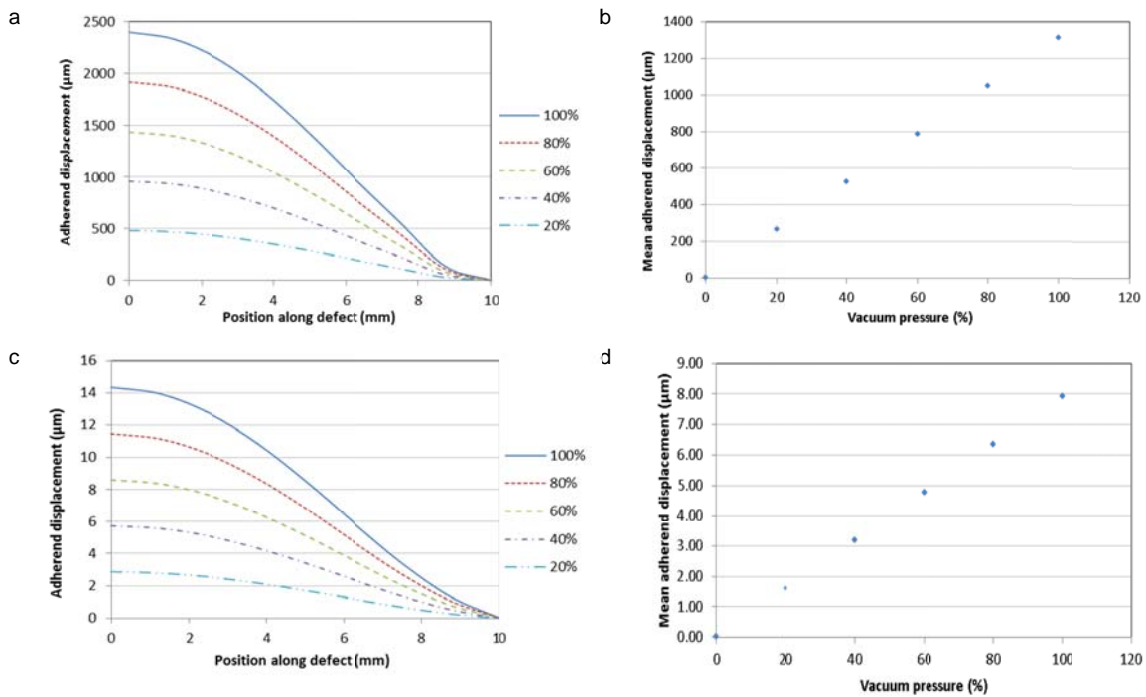 a
2500
2000
1500
1000
500
0
0 2 4 6 8 10
Adherend displacement (µm)
Position along defect (mm)
100%
80%
60%
40%
20%
b
1400
1200
1000
800
600
400
200
0
0 20 40 60 80 100 120
Mean adherend displacement (µm)
Vacuum pressure (%)
c
16
14
12
10
8
6
4
2
0
0 2 4 6 8 10
Adherend displacement (µm)
Position along defect (mm)
100%
80%
60%
40%
20%
d
9.00
8.00
7.00
6.00
5.00
4.00
3.00
2.00
1.00
0.00
0 20 40 60 80 100 120
Mean adherend displacement (µm)
Vacuum pressure (%)